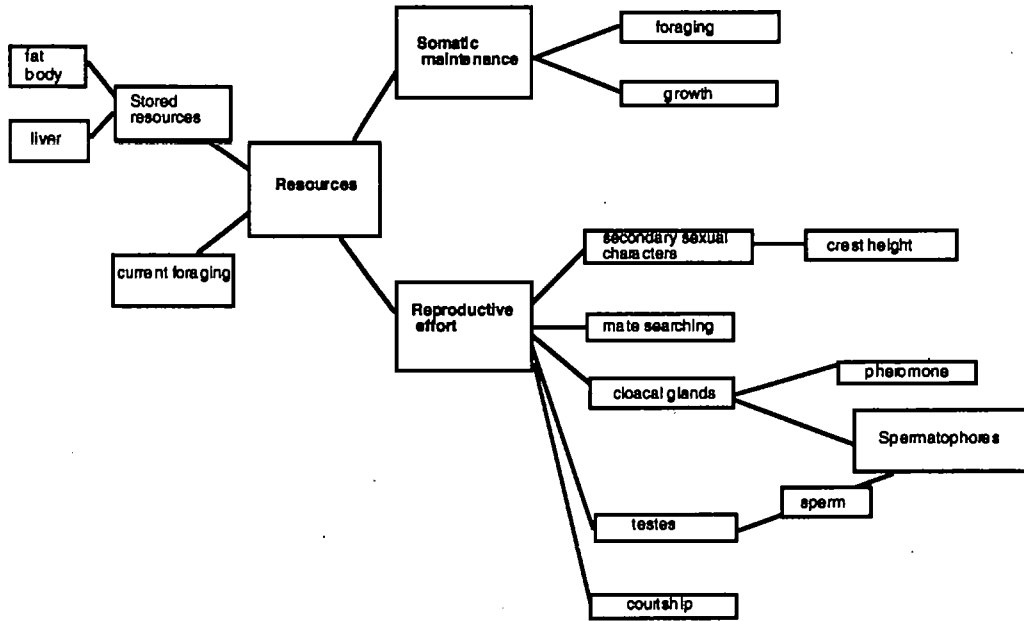 fat
body
liver
Stored
resources
current foraging
Resources
Somatic
maintenance
foraging
growth
Reproductive
effort
secondary sexual
characters
crest height
mate searching
cloacal glands
pheromone
Spermatophores
sperm
testes
courtship